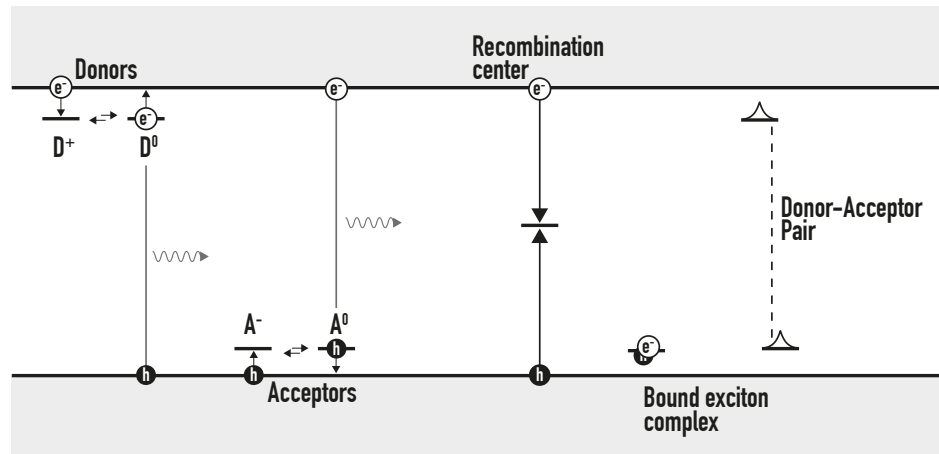 Recombination
center
Donors
e-
e-
e-
e-
D+
D0
Donor-Acceptor
Pair
A-
A0
h
e-
h
h
h
Acceptors
Bound exciton
complex